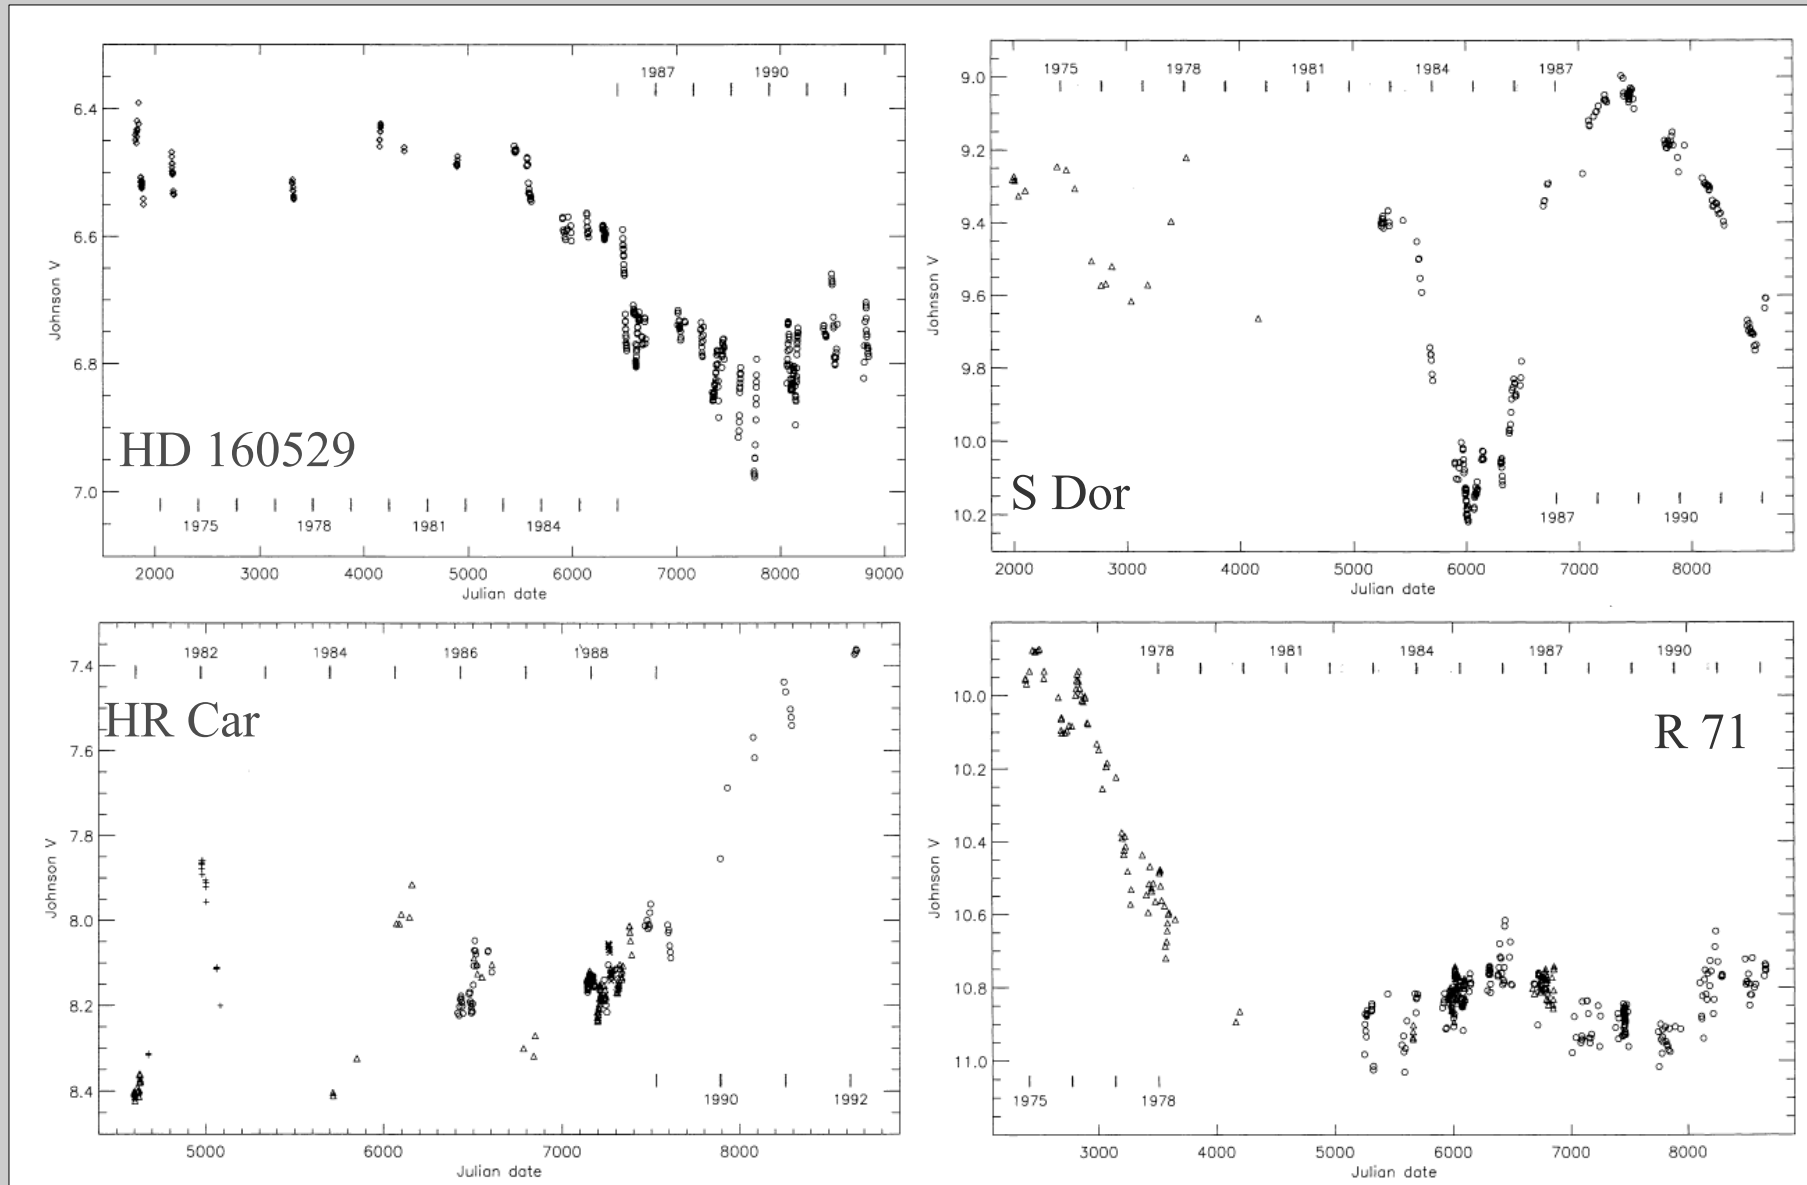 1987 1990
6.4
6.6
6.8
7.0
Johnson V
HD 160529
1975 1978 1981 1984
2000 3000 4000 5000 6000 7000 8000 9000
Julian date
1975 1978 1981 1984 1987
9.0
9.2
9.4
9.6
9.8
10.0
10.2
Johnson V
S Dor
1987 1990
2000 3000 4000 5000 6000 7000 8000
Julian date
1982 1984 1986 1988
7.4
7.6
7.8
8.0
8.2
8.4
Johnson V
HR Car
1990 1992
5000 6000 7000 8000
Julian date
1978 1981 1984 1987 1990
10.0
10.2
10.4
10.6
10.8
11.0
Johnson V
R 71
1975 1978
3000 4000 5000 6000 7000 8000
Julian date